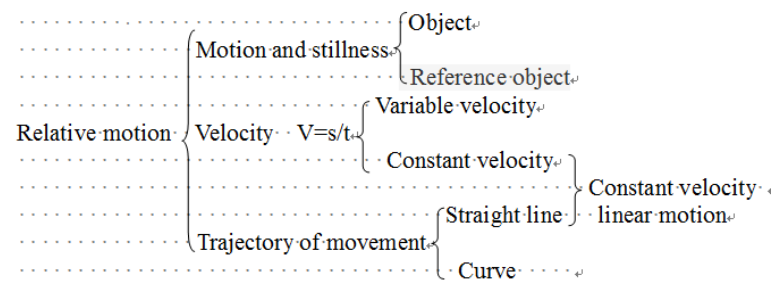 Object
Motion and stillness
Reference object
Variable velocity
Relative motion Velocity V=s/t
Constant velocity
Constant velocity
Straight line linear motion
Trajectory of movement
Curve